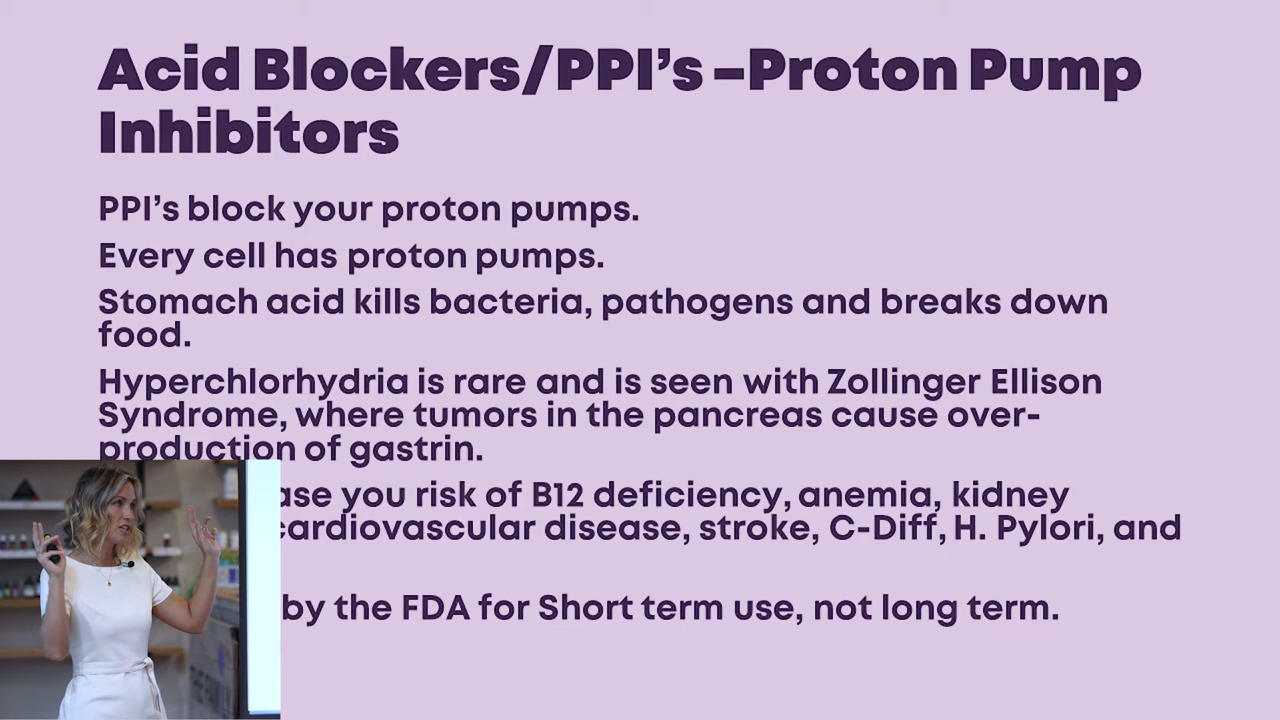 Acid Blockers/PPI’s –Proton Pump
Inhibitors
PPI’s block your proton pumps.
Every cell has proton pumps.
Stomach acid kills bacteria, pathogens and breaks down
food.
Hyperchlorhydria is rare and is seen with Zollinger Ellison
Syndrome, where tumors in the pancreas cause over-
production of gastrin.
you risk of B12 deficiency, anemia, kidney
cardiovascular disease, stroke, C-Diff, H. Pylori, and
by the FDA for Short term use, not long term.